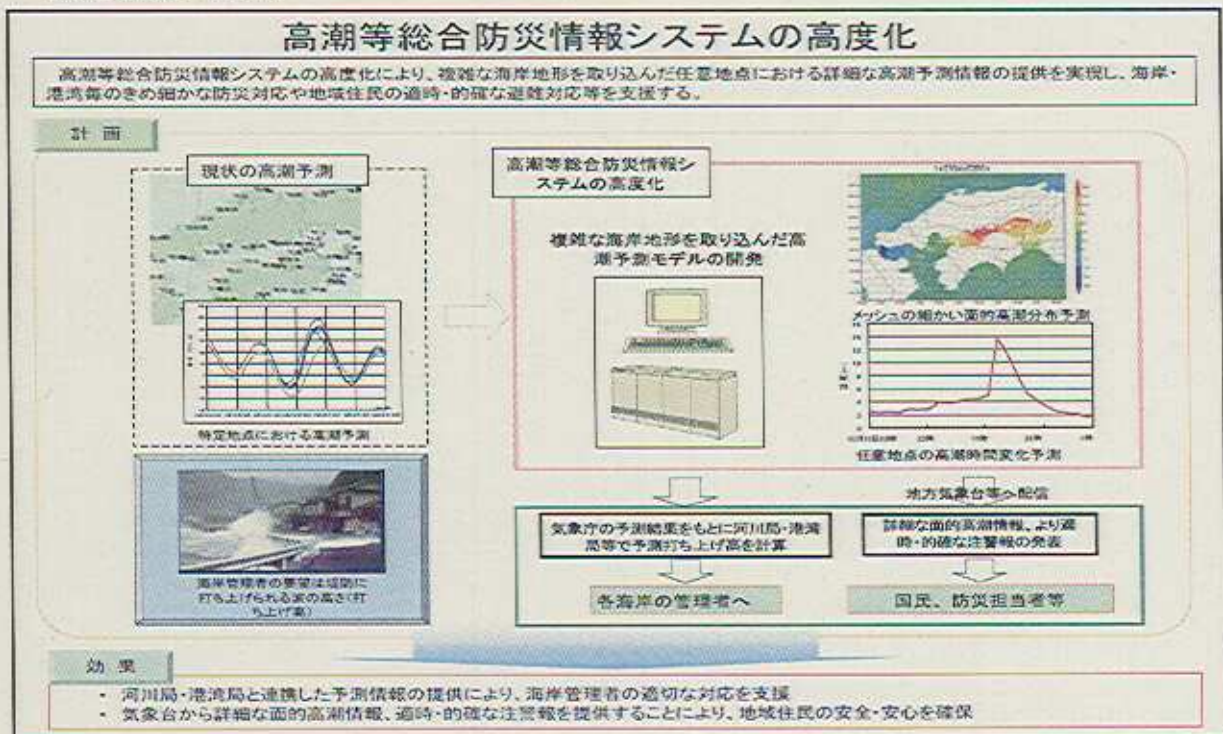 高潮等総合防災情報システムの高度化
高潮等総合防災情報システムの高度化により、複雑な海岸地形を取り込んだ任意地点における詳細な高潮予測情報の提供を実現し、海岸・
港湾毎のきめ細かな防災対応や地域住民の適時・的確な避難対応等を支援する。
計 画
現状の高潮予測
特定地点における高潮予測
海岸管理者の要望は堤防に
打ち上げられる波の高さ(打
ち上げ高)
高潮等総合防災情報シ
ステムの高度化
複雑な海岸地形を取り込んだ高
潮予測モデルの開発
メッシュの細かい面的高潮分布予測
任意地点の高潮時間変化予測
地方気象台等へ配信
気象庁の予測結果をもとに河川局・港湾
局等で予測打ち上げ高を計算
詳細な面的高潮情報、より適
時・的確な注警報の発表
各海岸の管理者へ
国民、防災担当者等
効 果
・ 河川局・港湾局と連携した予測情報の提供により、海岸管理者の適切な対応を支援
・ 気象台から詳細な面的高潮情報、適時・的確な注警報を提供することにより、地域住民の安全・安心を確保